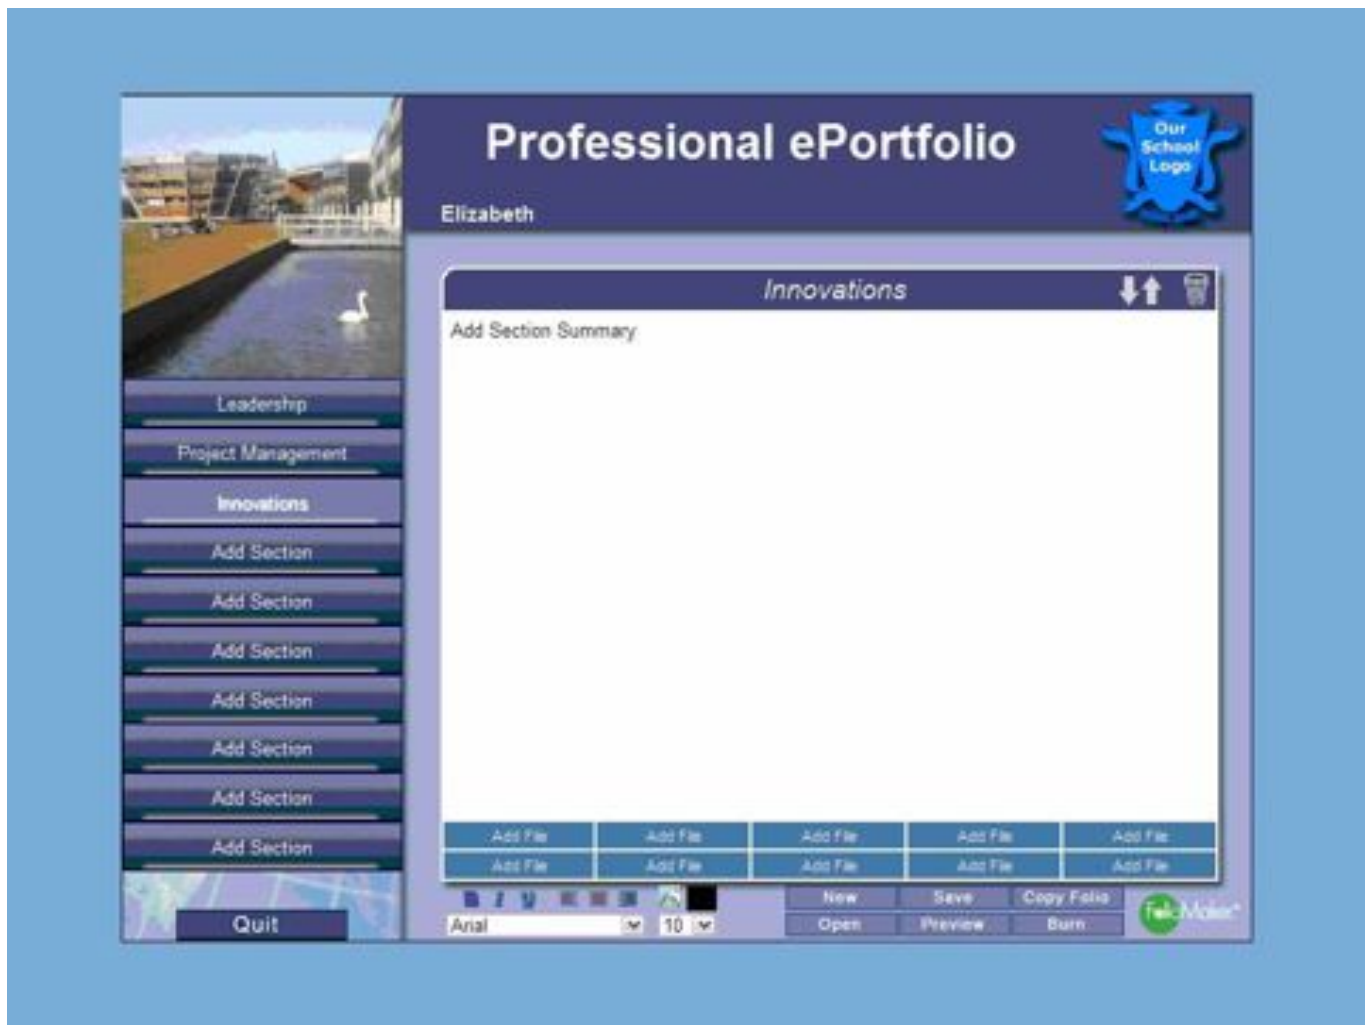 Professional ePortfolio
Our
School
Logo
Elizabeth
Innovations
Add Section Summary
Leadership
Project Management
Innovations
Add Section
Add Section
Add Section
Add Section
Add Section
Add Section
Add Section
Quit
Add File Add File Add File Add File Add File
Add File Add File Add File Add File Add File
B I U
New Save Copy Folio
Arial 10
Open Preview Burn
FolioMaker